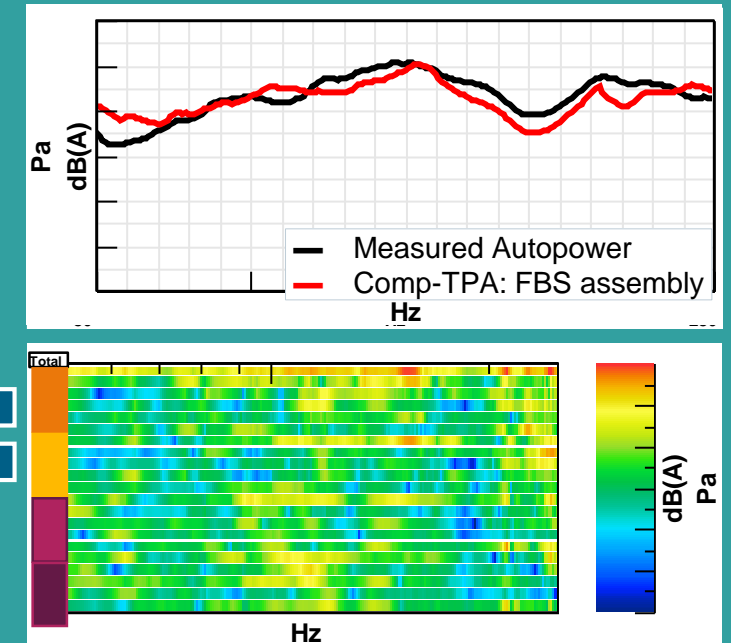 Pa
dB(A)
Measured Autopower
Comp-TPA: FBS assembly
Hz
Total
dB(A)
Pa
Hz